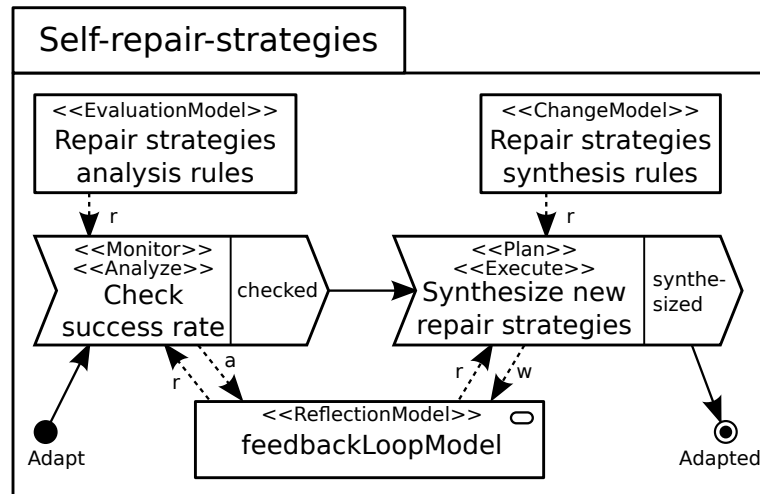 Self-repair-strategies
<<EvaluationModel>>
Repair strategies
analysis rules
<<ChangeModel>>
Repair strategies
synthesis rules
r
r
<<Monitor>>
<<Analyze>>
Check
success rate
checked
<<Plan>>
<<Execute>>
Synthesize new
repair strategies
synthe-
sized
r
a
r
w
<<ReflectionModel>>
feedbackLoopModel
Adapt
Adapted